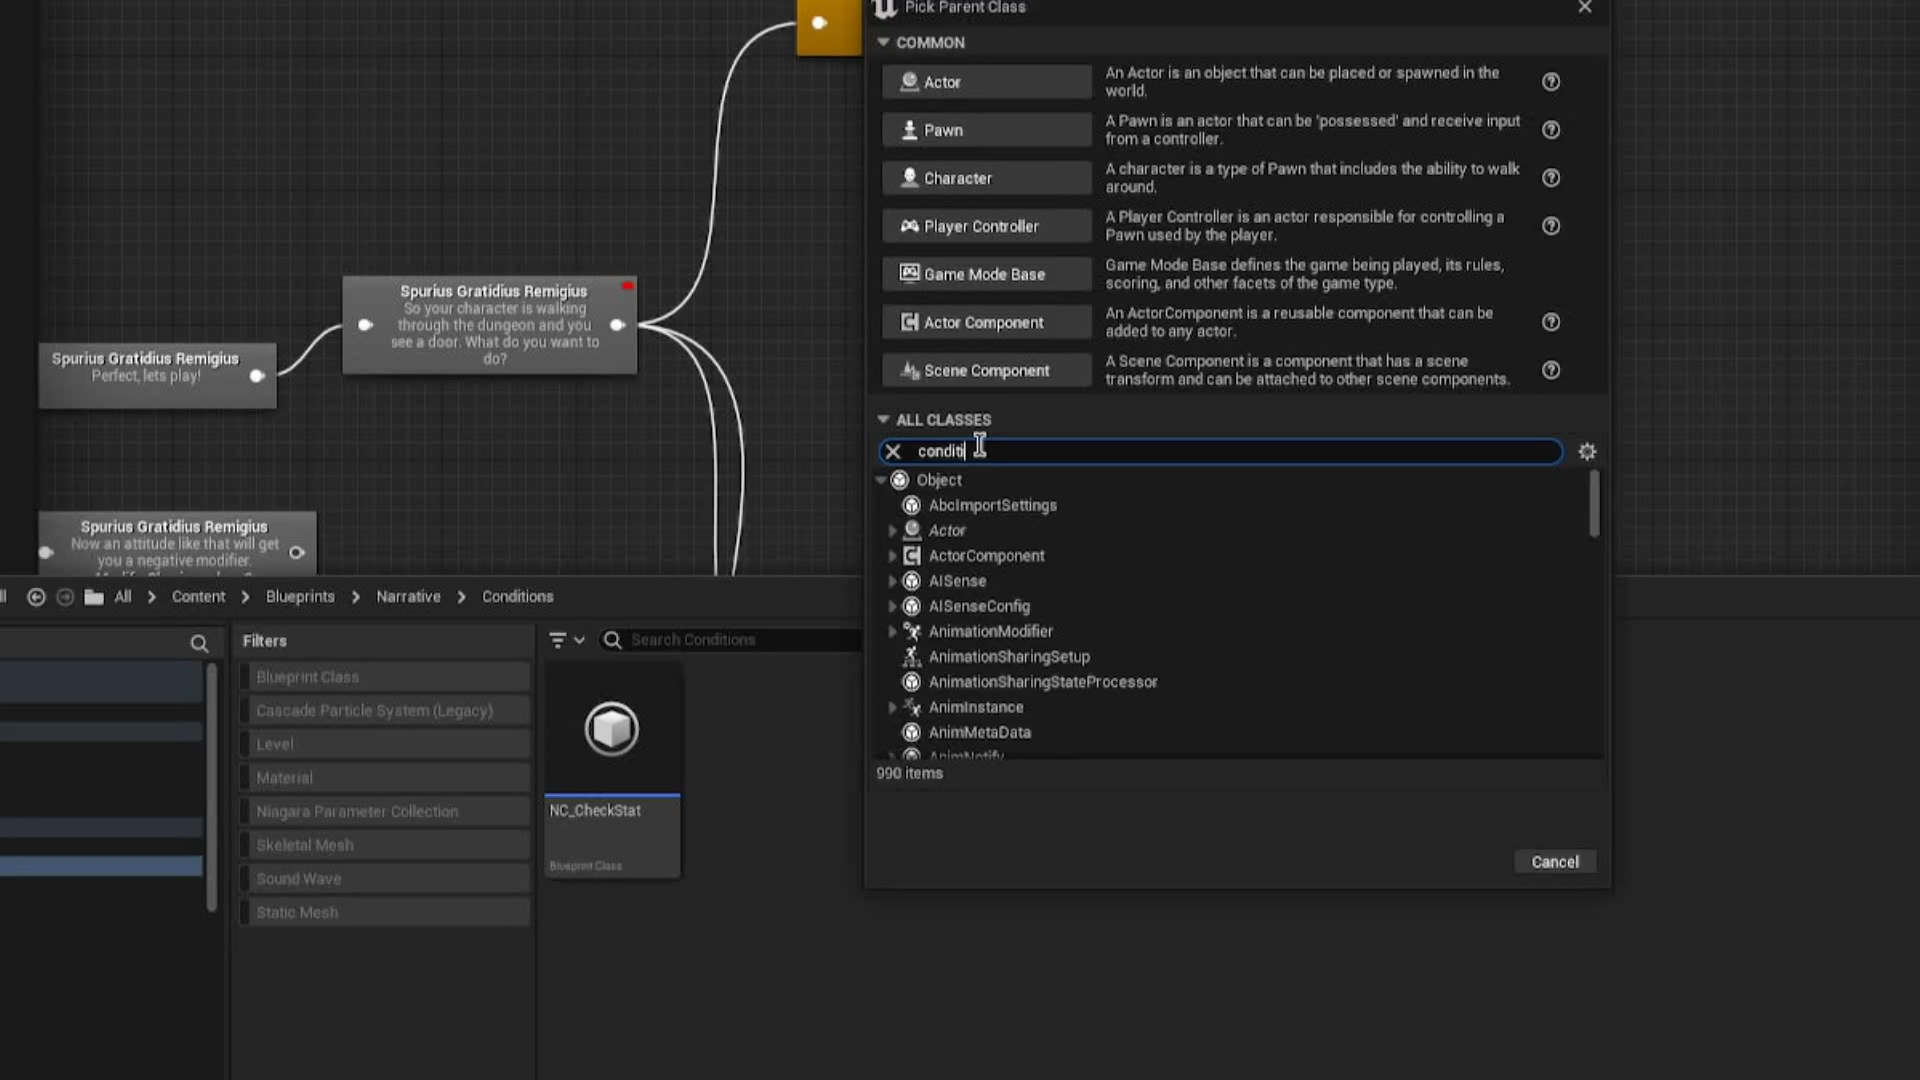 Pick Parent Class
COMMON
Actor
An Actor is an object that can be placed or spawned in the
world.
Pawn
A Pawn is an actor that can be 'possessed' and receive input
from a controller.
Character
A character is a type of Pawn that includes the ability to walk
around.
Player Controller
A Player Controller is an actor responsible for controlling a
Pawn used by the player.
Game Mode Base
Game Mode Base defines the game being played, its rules,
scoring, and other facets of the game type.
Actor Component
An ActorComponent is a reusable component that can be
added to any actor.
Scene Component
A Scene Component is a component that has a scene
transform and can be attached to other scene components.
ALL CLASSES
conditi
Object
AbcImportSettings
Actor
ActorComponent
AISense
AISenseConfig
AnimationModifier
AnimationSharingSetup
AnimationSharingStateProcessor
AnimInstance
AnimMetaData
AnimNotify
990 items
Cancel
Spurius Gratidius Remigius
So your character is walking
through the dungeon and you
see a door. What do you want to
do?
Spurius Gratidius Remigius
Perfect, lets play!
Spurius Gratidius Remigius
Now an attitude like that will get
you a negative modifier.
All
Content
Blueprints
Narrative
Conditions
Filters
Search Conditions
Blueprint Class
Cascade Particle System (Legacy)
Level
Material
Niagara Parameter Collection
Skeletal Mesh
Sound Wave
Static Mesh
NC_CheckStat
Blueprint Class